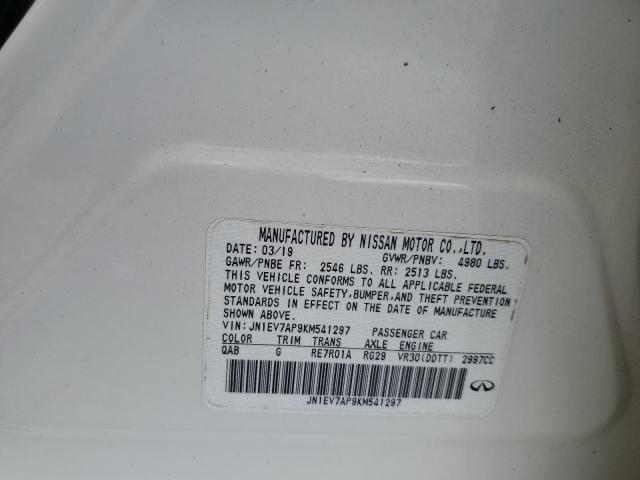 MANUFACTURED BY NISSAN MOTOR CO.,LTD.
DATE: 03/19 GVWR/PNBV: 4980 LBS.
GAWR/PNBE FR: 2546 LBS. RR: 2513 LBS.
THIS VEHICLE CONFORMS TO ALL APPLICABLE FEDERAL
MOTOR VEHICLE SAFETY,BUMPER,AND THEFT PREVENTION
STANDARDS IN EFFECT ON THE DATE OF MANUFACTURE
SHOWN ABOVE.
VIN: JN1EV7AP9KM541297 PASSENGER CAR
COLOR TRIM TRANS AXLE ENGINE
QAB G RE7R01A RG29 VR30(DDTT) 2997CC
JN1EV7AP9KM541297